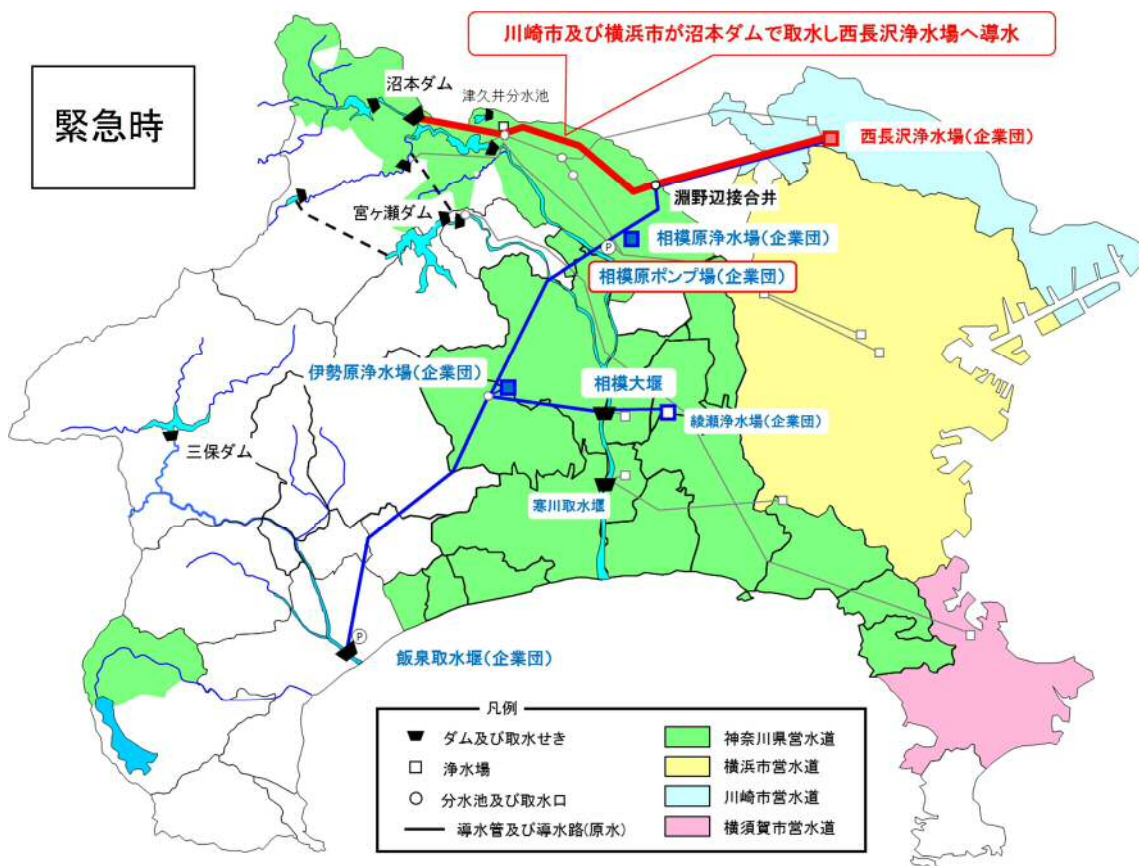 川崎市及び横浜市が沼本ダムで取水し西長沢浄水場へ導水
緊急時
沼本ダム
津久井分水池
西長沢浄水場(企業団)
淵野辺接合井
宮ヶ瀬ダム
相模原浄水場(企業団)
P
相模原ポンプ場(企業団)
伊勢原浄水場(企業団)
相模大堰
綾瀬浄水場(企業団)
三保ダム
寒川取水堰
P
飯泉取水堰(企業団)
凡例
ダム及び取水せき
浄水場
分水池及び取水口
導水管及び導水路(原水)
神奈川県営水道
横浜市営水道
川崎市営水道
横須賀市営水道